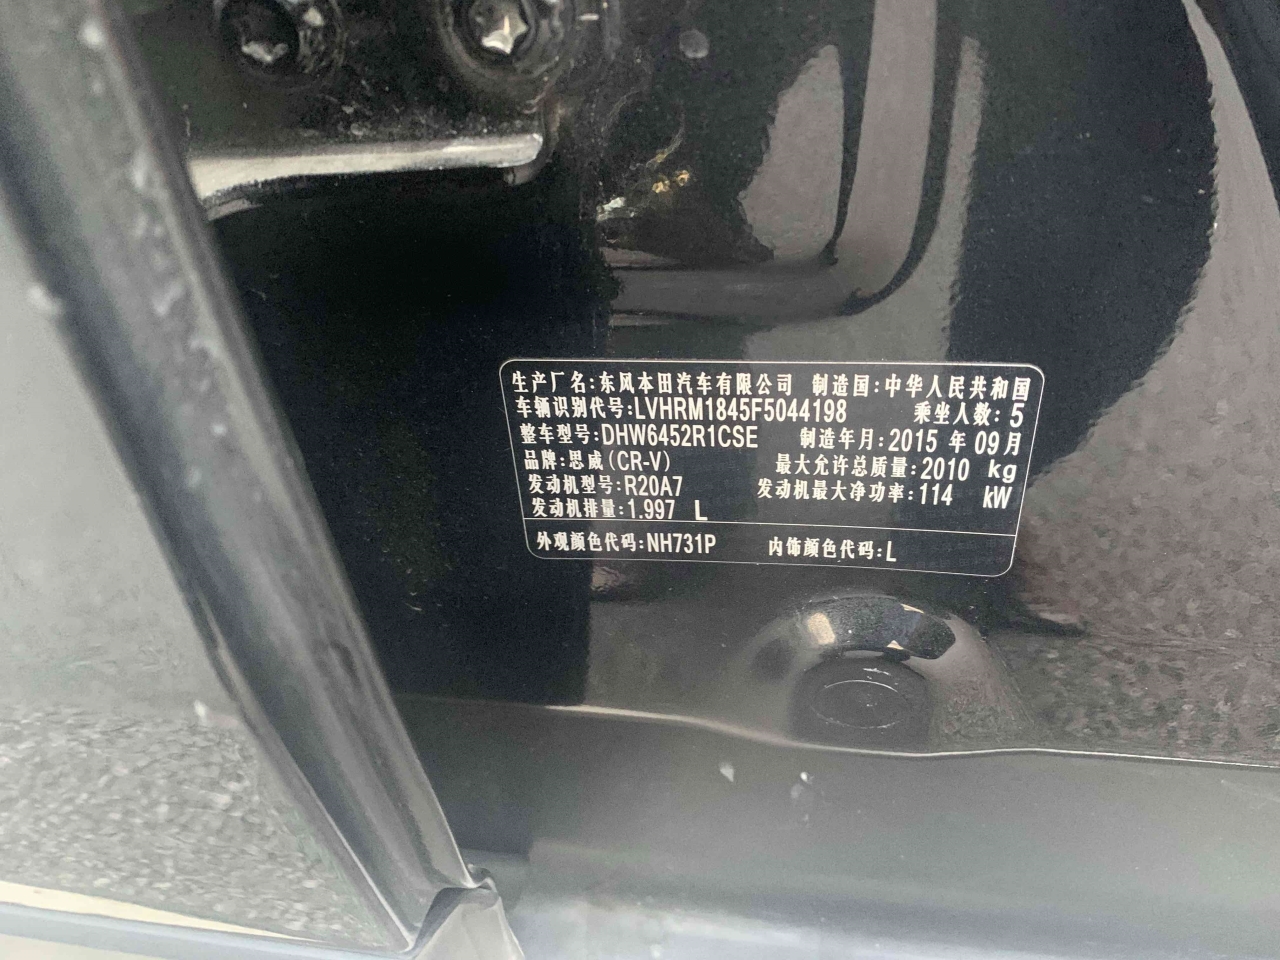 生产厂名:东风本田汽车有限公司 制造国:中华人民共和国
车辆识别代号:LVHRM1845F5044198 乘坐人数:5
整车型号:DHW6452R1CSE 制造年月:2015 年 09月
品牌:思威(CR-V) 最大允许总质量:2010 kg
发动机型号:R20A7 发动机最大净功率:114 kW
发动机排量:1.997 L
外观颜色代码:NH731P 内饰颜色代码:L